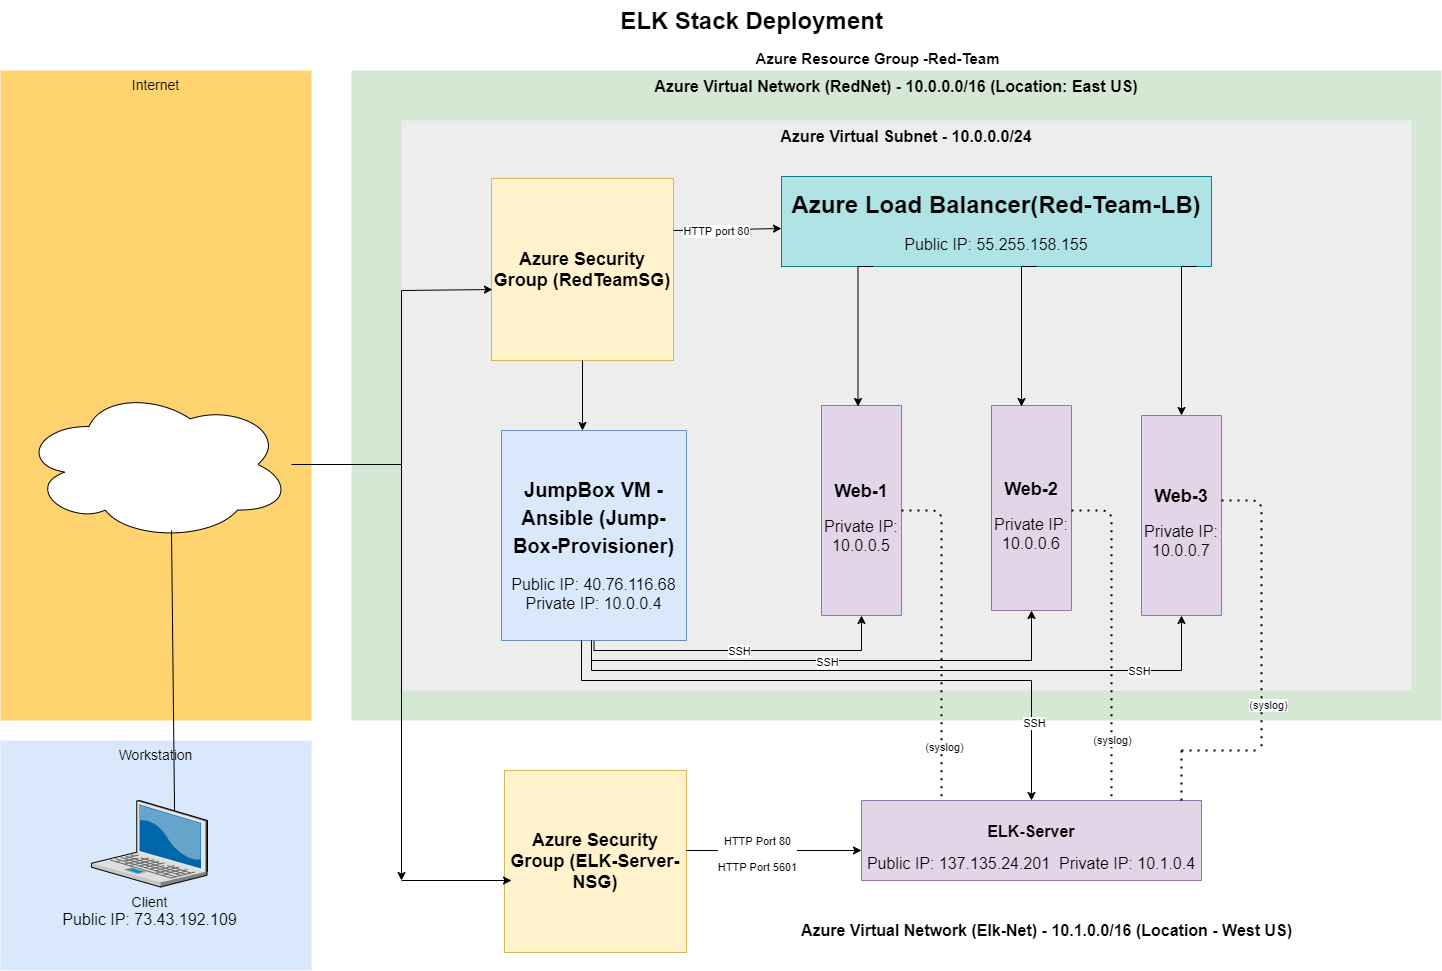 ELK Stack Deployment
Azure Resource Group -Red-Team
Internet
Azure Virtual Network (RedNet) - 10.0.0.0/16 (Location: East US)
Azure Virtual Subnet - 10.0.0.0/24
Azure Security
Group (RedTeamSG)
HTTP port 80
Azure Load Balancer(Red-Team-LB)
Public IP: 55.255.158.155
JumpBox VM -
Ansible (Jump-
Box-Provisioner)
Public IP: 40.76.116.68
Private IP: 10.0.0.4
Web-1
Private IP:
10.0.0.5
Web-2
Private IP:
10.0.0.6
Web-3
Private IP:
10.0.0.7
SSH
SSH
SSH
SSH
(syslog)
(syslog)
(syslog)
Workstation
Client
Public IP: 73.43.192.109
Azure Security
Group (ELK-Server-
NSG)
HTTP Port 80
HTTP Port 5601
ELK-Server
Public IP: 137.135.24.201 Private IP: 10.1.0.4
Azure Virtual Network (Elk-Net) - 10.1.0.0/16 (Location - West US)